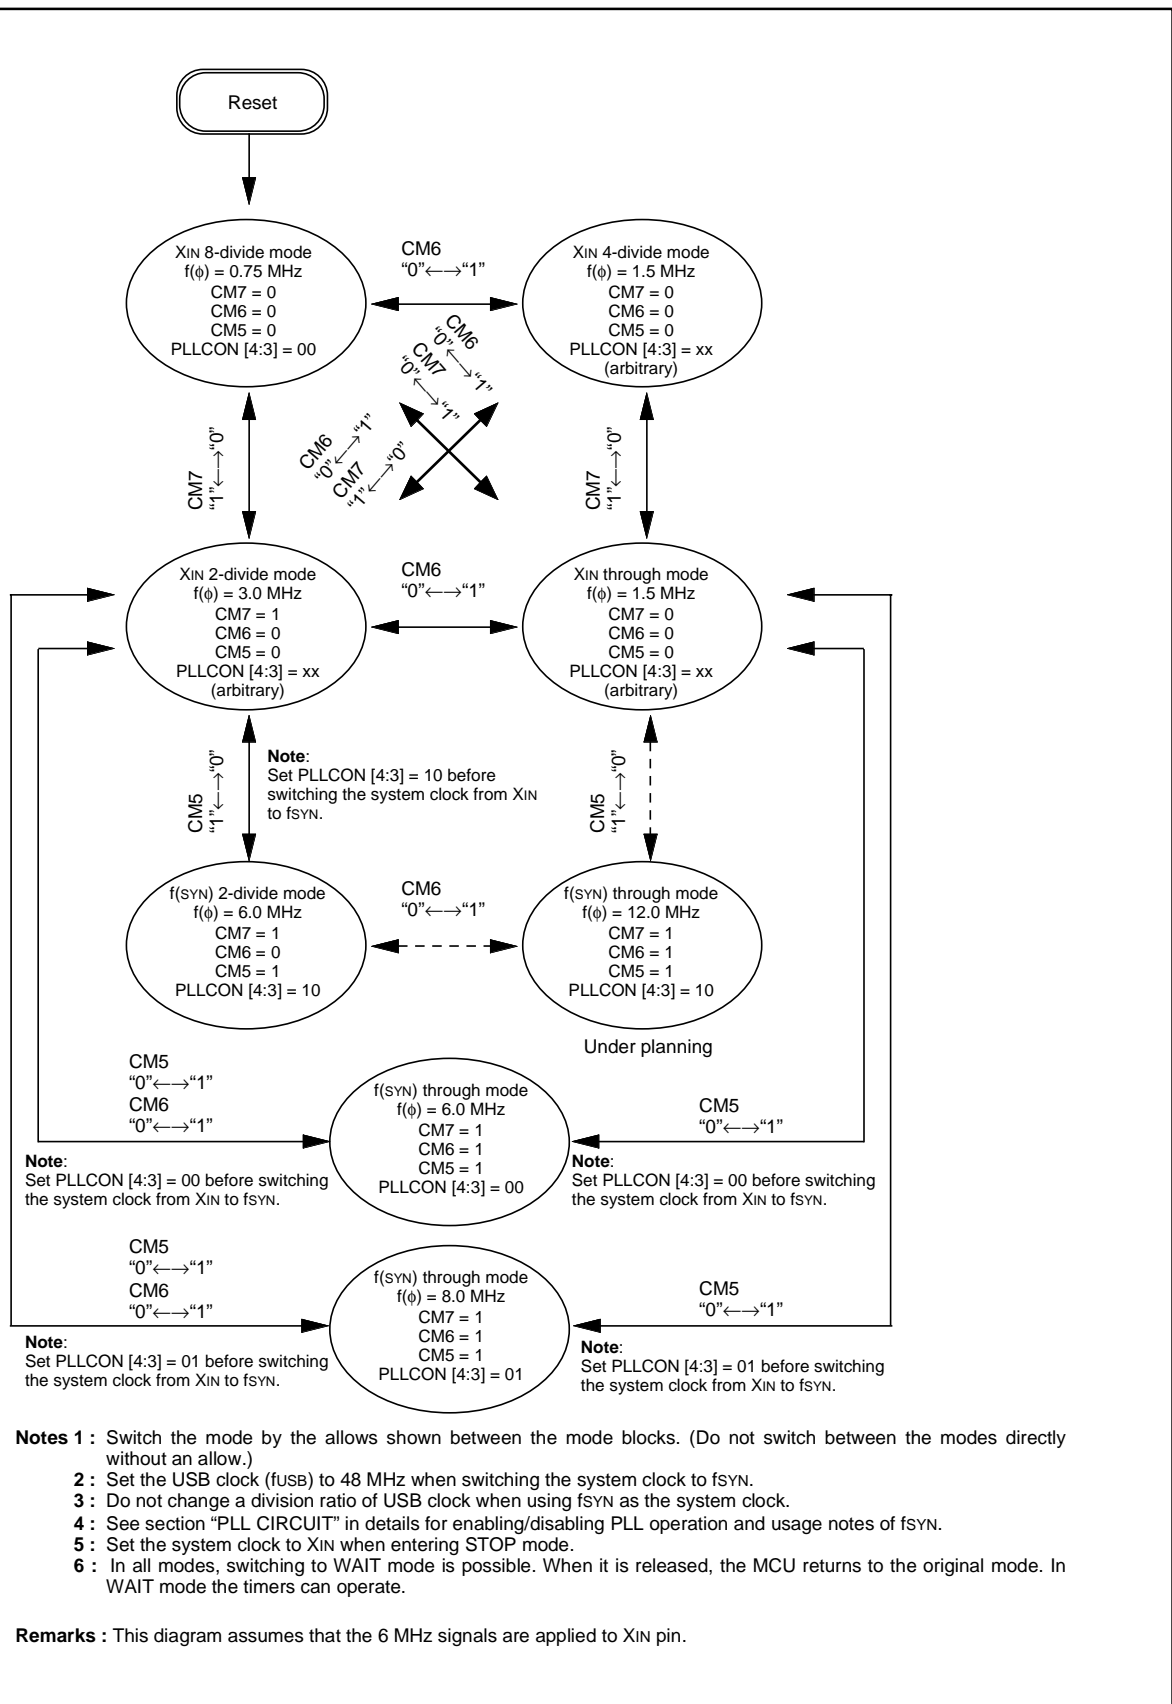 Reset
XIN 8-divide mode
f(φ) = 0.75 MHz
CM7 = 0
CM6 = 0
CM5 = 0
PLLCON [4:3] = 00
CM6
“0”←→“1”
XIN 4-divide mode
f(φ) = 1.5 MHz
CM7 = 0
CM6 = 0
CM5 = 0
PLLCON [4:3] = xx
(arbitrary)
CM6
“0”←→“1”
CM7
“0”←→“1”
CM6
“0”←→“1”
CM7
“1”←→“0”
CM7
“1”←→“0”
CM7
“1”←→“0”
XIN 2-divide mode
f(φ) = 3.0 MHz
CM7 = 1
CM6 = 0
CM5 = 0
PLLCON [4:3] = xx
(arbitrary)
CM6
“0”←→“1”
XIN through mode
f(φ) = 1.5 MHz
CM7 = 0
CM6 = 0
CM5 = 0
PLLCON [4:3] = xx
(arbitrary)
CM5
“1”←→“0”
Note:
Set PLLCON [4:3] = 10 before
switching the system clock from XIN
to fSYN.
CM5
“1”←→“0”
f(SYN) 2-divide mode
f(φ) = 6.0 MHz
CM7 = 1
CM6 = 0
CM5 = 1
PLLCON [4:3] = 10
CM6
“0”←→“1”
f(SYN) through mode
f(φ) = 12.0 MHz
CM7 = 1
CM6 = 1
CM5 = 1
PLLCON [4:3] = 10
Under planning
CM5
“0”←→“1”
CM6
“0”←→“1”
f(SYN) through mode
f(φ) = 6.0 MHz
CM7 = 1
CM6 = 1
CM5 = 1
PLLCON [4:3] = 00
CM5
“0”←→“1”
Note:
Set PLLCON [4:3] = 00 before switching
the system clock from XIN to fSYN.
Note:
Set PLLCON [4:3] = 00 before switching
the system clock from XIN to fSYN.
CM5
“0”←→“1”
CM6
“0”←→“1”
f(SYN) through mode
f(φ) = 8.0 MHz
CM7 = 1
CM6 = 1
CM5 = 1
PLLCON [4:3] = 01
CM5
“0”←→“1”
Note:
Set PLLCON [4:3] = 01 before switching
the system clock from XIN to fSYN.
Note:
Set PLLCON [4:3] = 01 before switching
the system clock from XIN to fSYN.
Notes 1 : Switch the mode by the allows shown between the mode blocks. (Do not switch between the modes directly
without an allow.)
2 : Set the USB clock (fUSB) to 48 MHz when switching the system clock to fSYN.
3 : Do not change a division ratio of USB clock when using fSYN as the system clock.
4 : See section “PLL CIRCUIT” in details for enabling/disabling PLL operation and usage notes of fSYN.
5 : Set the system clock to XIN when entering STOP mode.
6 : In all modes, switching to WAIT mode is possible. When it is released, the MCU returns to the original mode. In
WAIT mode the timers can operate.
Remarks : This diagram assumes that the 6 MHz signals are applied to XIN pin.